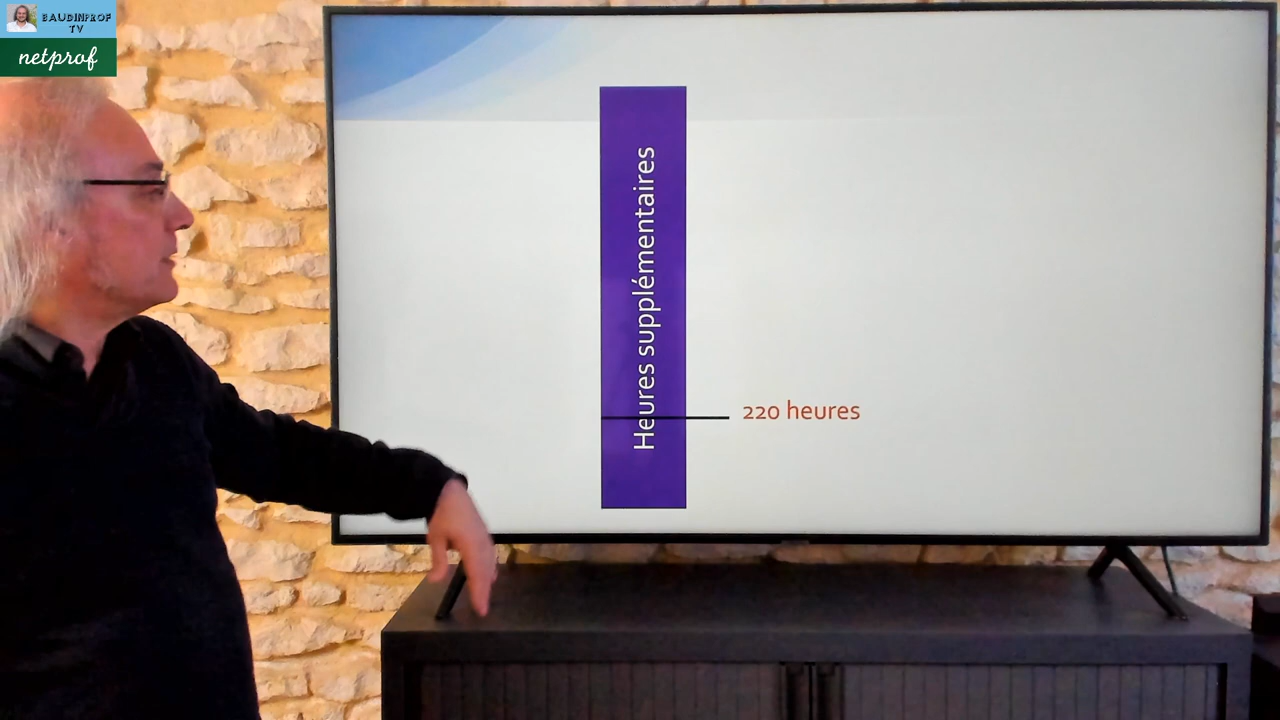 BAUDINPROF
TV
netprof
Heures supplémentaires
220 heures